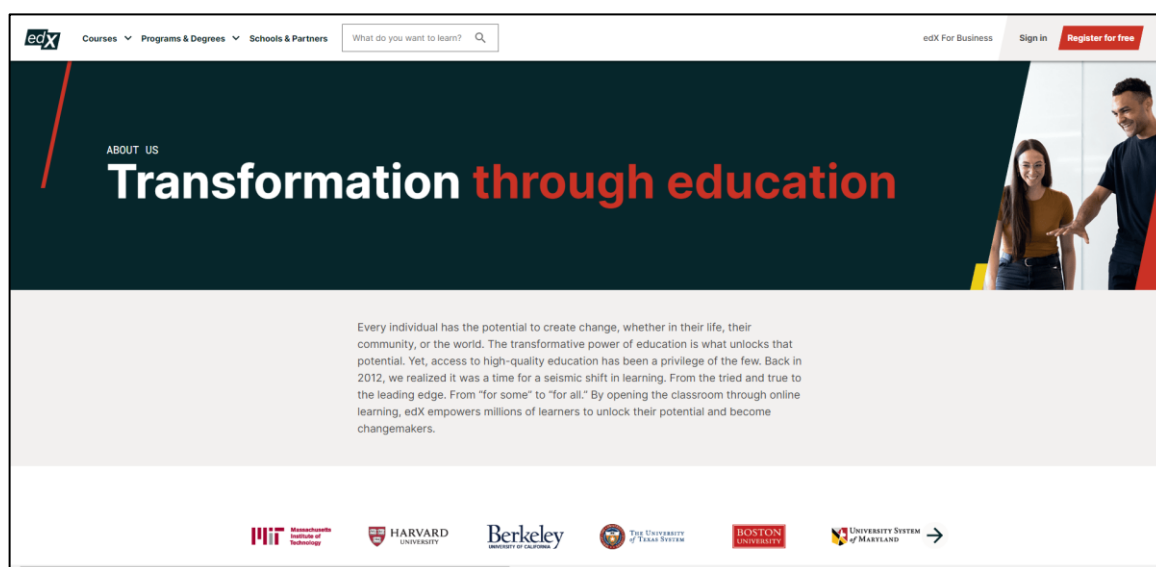 edX
Courses Programs & Degrees Schools & Partners What do you want to learn? edX For Business Sign in Register for free
ABOUT US
Transformation through education
Every individual has the potential to create change, whether in their life, their
community, or the world. The transformative power of education is what unlocks that
potential. Yet, access to high-quality education has been a privilege of the few. Back in
2012, we realized it was a time for a seismic shift in learning. From the tried and true to
the leading edge. From “for some” to “for all.” By opening the classroom through online
learning, edX empowers millions of learners to unlock their potential and become
changemakers.
MIT
Massachusetts
Institute of
Technology
HARVARD
UNIVERSITY
Berkeley
UNIVERSITY OF CALIFORNIA
THE UNIVERSITY
of TEXAS SYSTEM
BOSTON
UNIVERSITY
UNIVERSITY SYSTEM
of MARYLAND